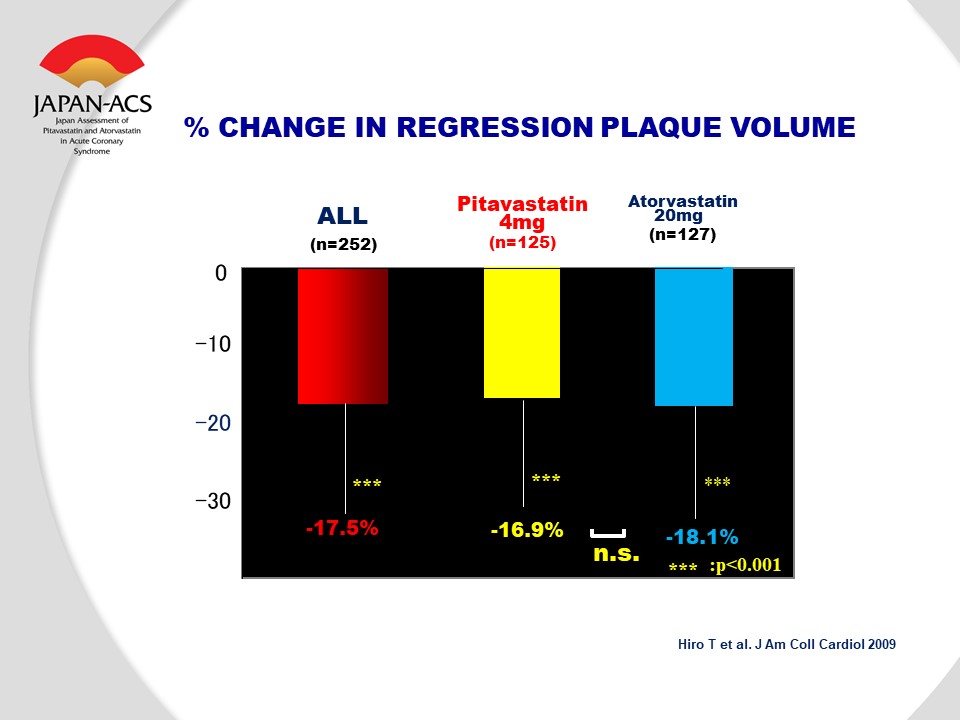 JAPAN-ACS
Japan Assessment of
Pitavastatin and Atorvastatin
in Acute Coronary
Syndrome
% CHANGE IN REGRESSION PLAQUE VOLUME
ALL
(n=252)
Pitavastatin
4mg
(n=125)
Atorvastatin
20mg
(n=127)
0
-10
-20
-30
***
***
***
-17.5%
-16.9%
-18.1%
n.s.
*** :p<0.001
Hiro T et al. J Am Coll Cardiol 2009